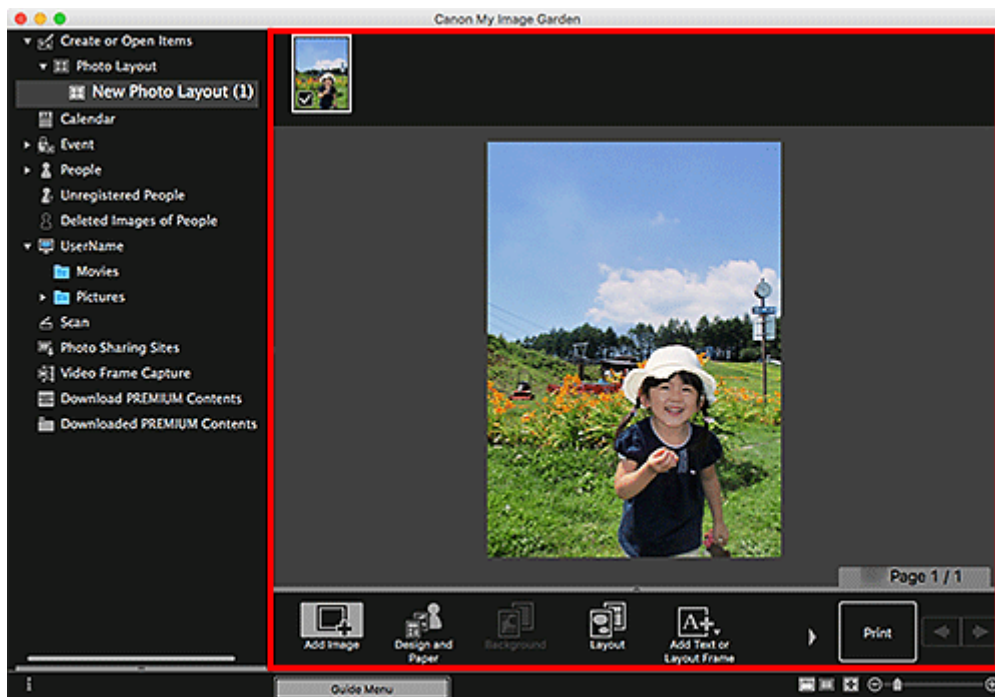 Canon My Image Garden
Create or Open Items
Photo Layout
New Photo Layout (1)
Calendar
Event
People
Unregistered People
Deleted Images of People
UserName
Movies
Pictures
Scan
Photo Sharing Sites
Video Frame Capture
Download PREMIUM Contents
Downloaded PREMIUM Contents
Page 1 / 1
Add Image
Design and
Paper
Background
Layout
A+
Add Text or
Layout Frame
Print
Guide Menu